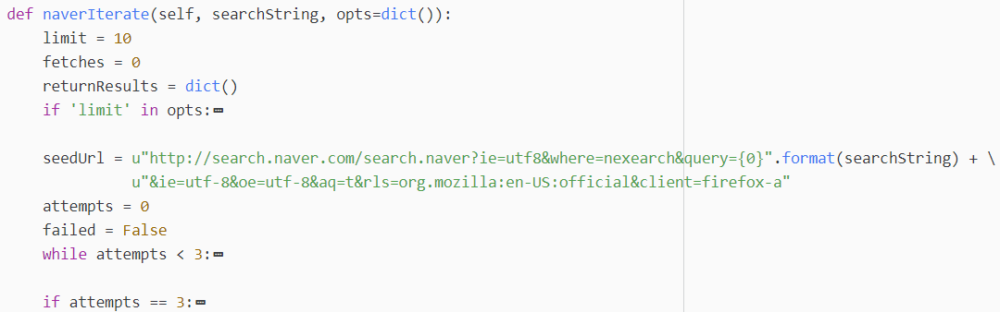 def naverIterate(self, searchString, opts=dict()):
    limit = 10
    fetches = 0
    returnResults = dict()
    if 'limit' in opts:
    seedUrl = u"http://search.naver.com/search.naver?ie=utf8&where=nexearch&query={0}".format(searchString) + \
              u"&ie=utf-8&oe=utf-8&aq=t&rls=org.mozilla:en-US:official&client=firefox-a"
    attempts = 0
    failed = False
    while attempts < 3:
    if attempts == 3: